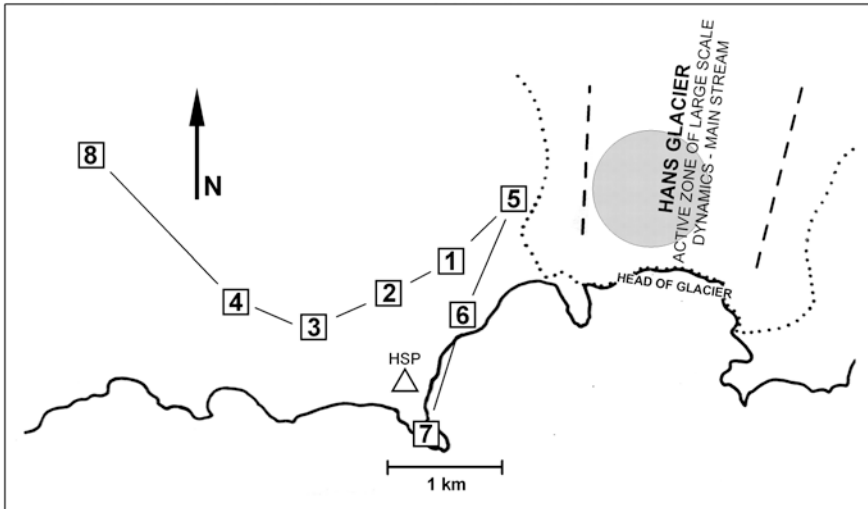 HANS GLACIER
ACTIVE ZONE OF LARGE SCALE
DYNAMICS - MAIN STREAM
8
N
5
1
HEAD OF GLACIER
2
4
6
3
HSP
7
1 km